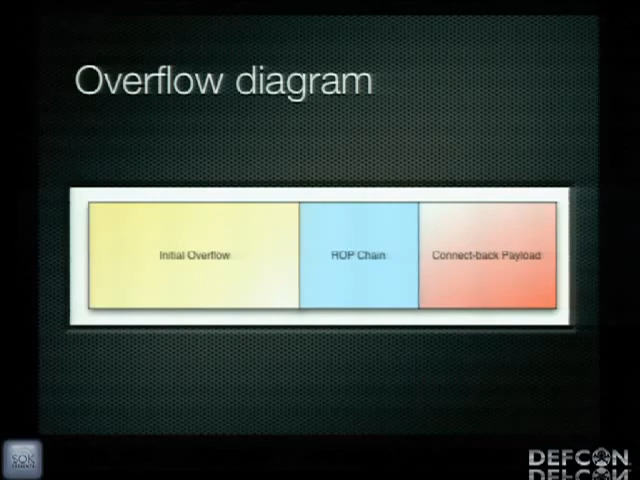 Overflow diagram
Initial Overflow
ROP Chain
Connect-back Payload
SOK
DEFCON